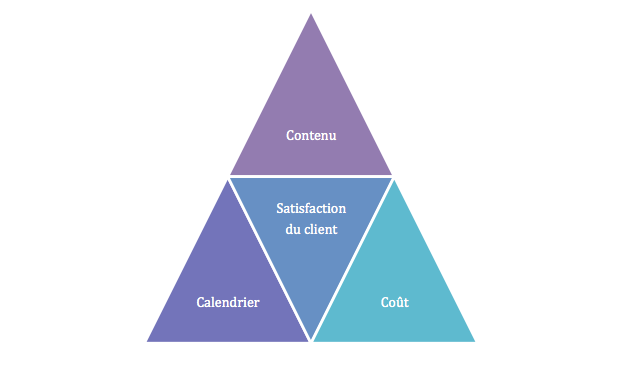 Contenu
Satisfaction
du client
Calendrier
Coût